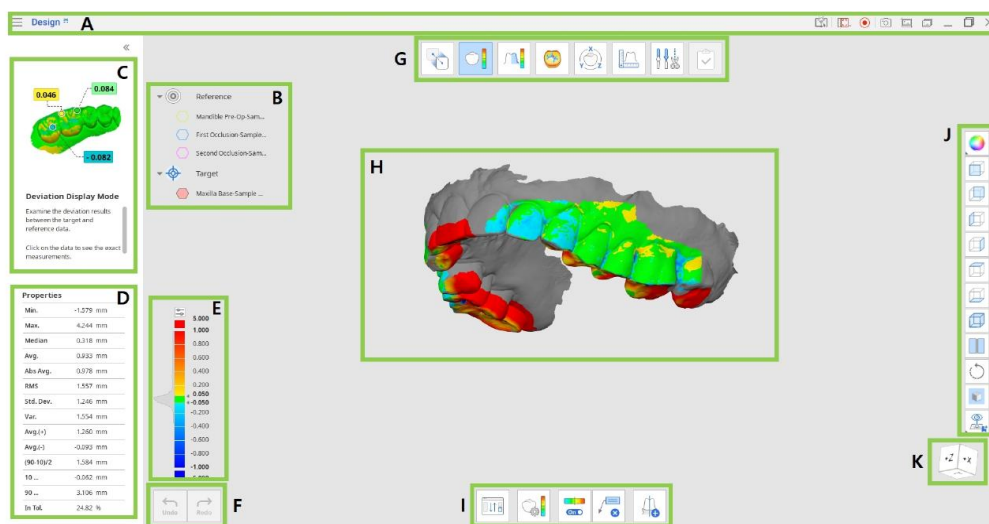 Design
A
C
0.046
0.084
- 0.082
Deviation Display Mode
Examine the deviation results
between the target and
reference data.
Click on the data to see the exact
measurements.
B
Reference
Mandible Pre-Op-Sam...
First Occlusion-Sample...
Second Occlusion-Sam...
Target
Maxilla Base-Sample ...
G
H
J
K
D
Properties
Min. -1.579 mm
Max. 4.244 mm
Median 0.318 mm
Avg. 0.933 mm
Abs Avg. 0.978 mm
RMS 1.557 mm
Std. Dev. 1.246 mm
Var. 1.554 mm
Avg.(+) 1.260 mm
Avg.(-) -0.093 mm
(90-10)/2 1.584 mm
10 ... -0.062 mm
90 ... 3.106 mm
In Tol. 24.82 %
E
5.000
1.000
0.800
0.600
0.400
0.200
0.050
-0.050
-0.200
-0.400
-0.600
-0.800
-1.000
F
Undo
Redo
I
On
+Z
+X